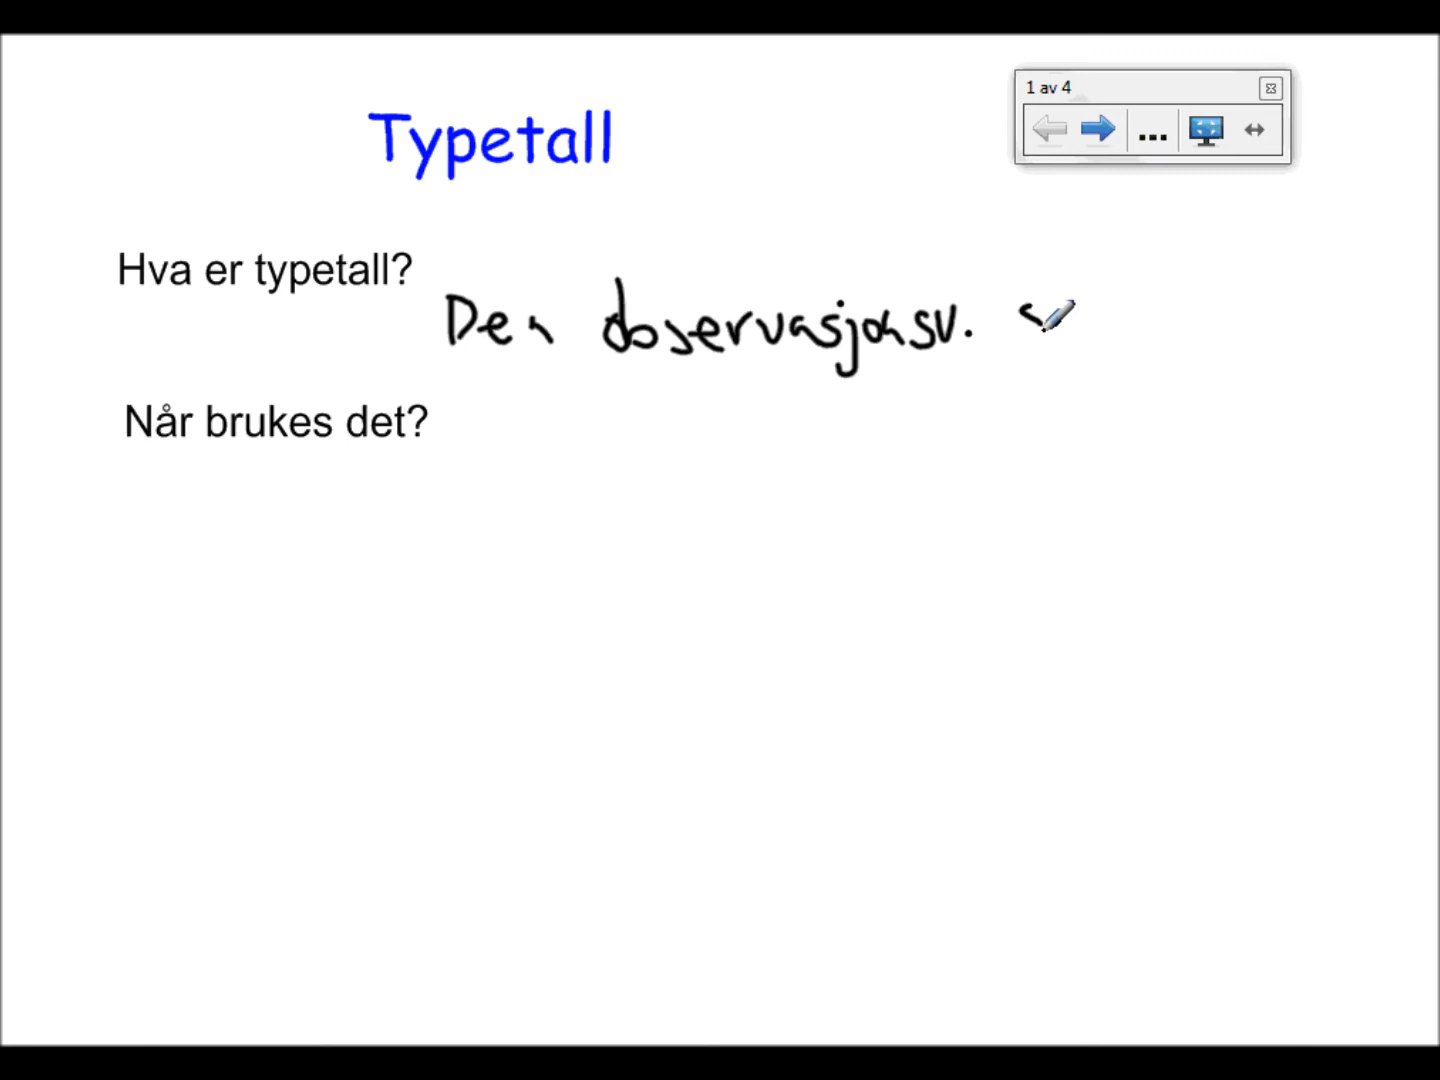 1 av 4
Typetall
Hva er typetall?
Den observasjonsv. s
Når brukes det?